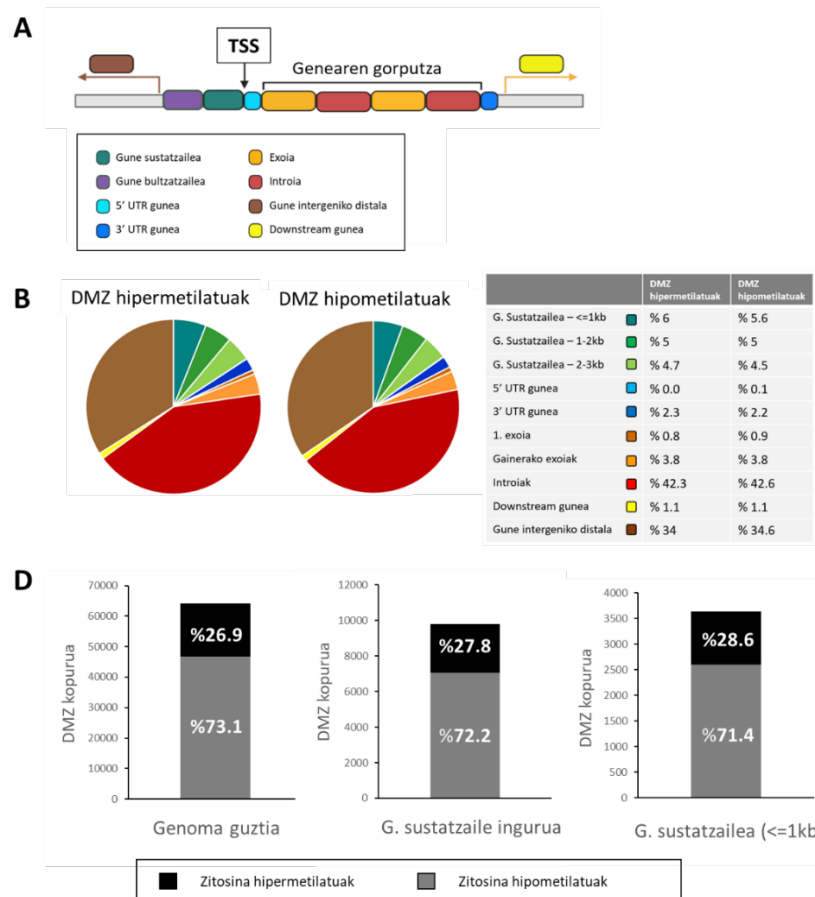 A
TSS
Genearen gorputza
Gune sustatzailea
Exoia
Gune bultzatzailea
Introia
5' UTR gunea
Gune intergeniko distala
3' UTR gunea
Downstream gunea
B
DMZ hipermetilatuak
DMZ hipometilatuak
DMZ hipermetilatuak
DMZ hipometilatuak
G. Sustatzailea – <=1kb % 6 % 5.6
G. Sustatzailea – 1-2kb % 5 % 5
G. Sustatzailea – 2-3kb % 4.7 % 4.5
5' UTR gunea % 0.0 % 0.1
3' UTR gunea % 2.3 % 2.2
1. exoia % 0.8 % 0.9
Gainerako exoiak % 3.8 % 3.8
Introiak % 42.3 % 42.6
Downstream gunea % 1.1 % 1.1
Gune intergeniko distala % 34 % 34.6
D
DMZ kopurua
70000
60000
50000
40000
30000
20000
10000
0
%26.9
%73.1
Genoma guztia
DMZ kopurua
12000
10000
8000
6000
4000
2000
0
%27.8
%72.2
G. sustatzaile ingurua
DMZ kopurua
4000
3500
3000
2500
2000
1500
1000
500
0
%28.6
%71.4
G. sustatzailea (<=1kb
Zitosina hipermetilatuak
Zitosina hipometilatuak